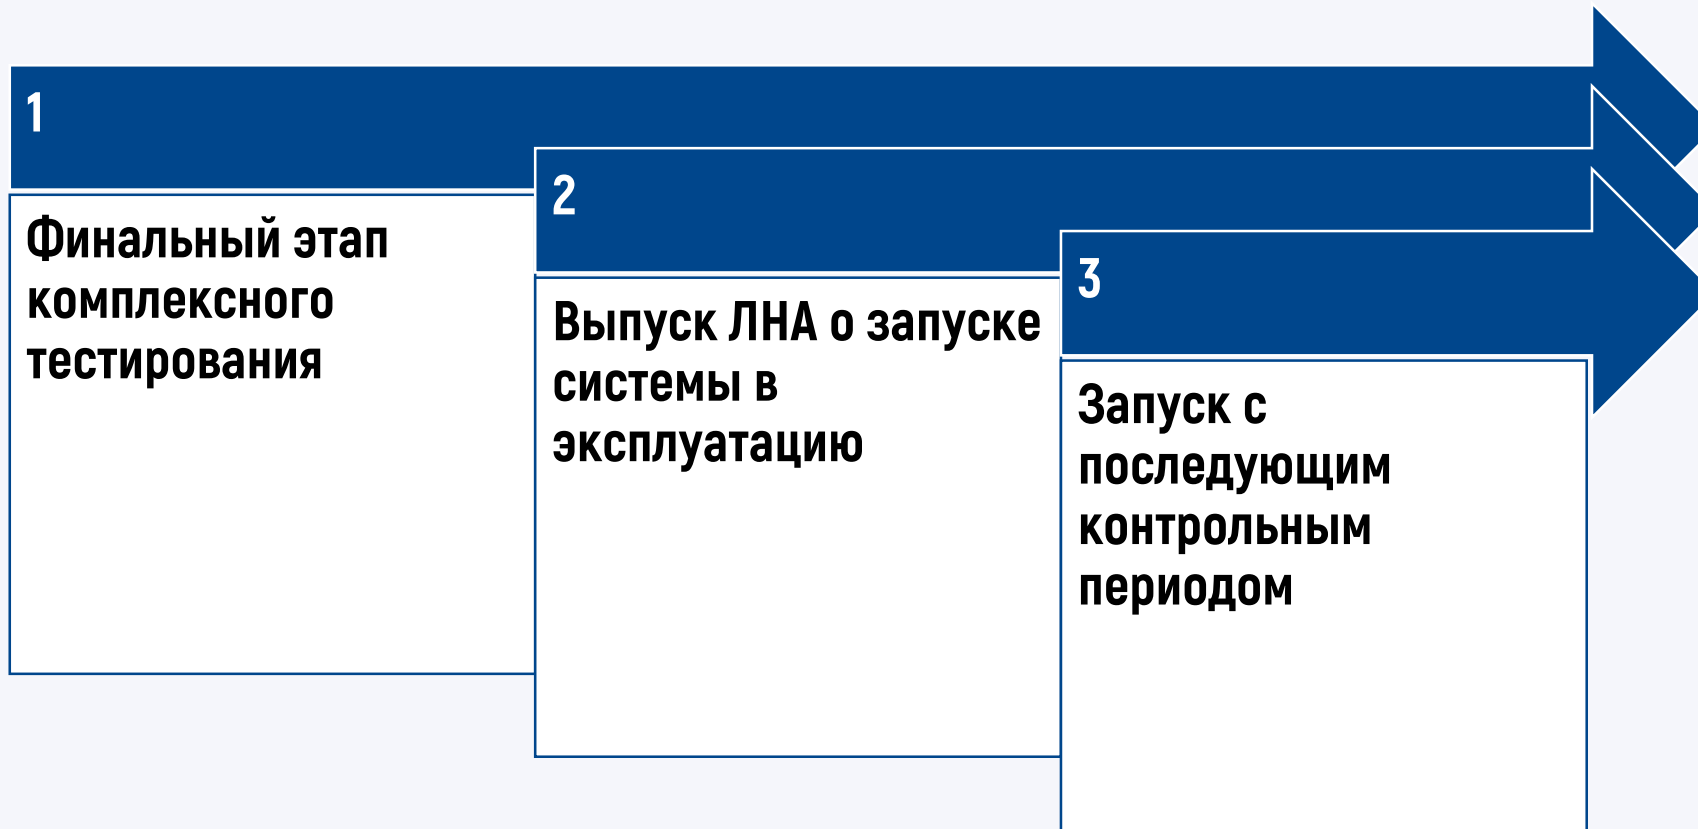 1
Финальный этап
комплексного
тестирования
2
Выпуск ЛНА о запуске
системы в
эксплуатацию
3
Запуск с
последующим
контрольным
периодом